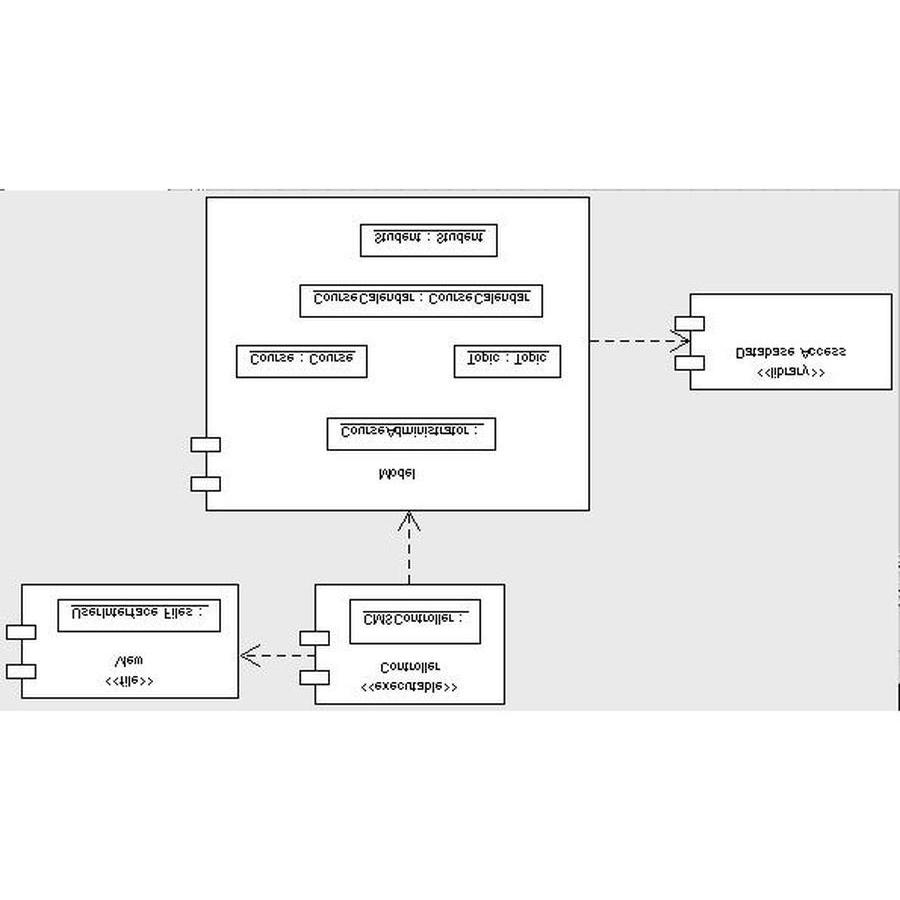 <<file>>
View
UserInterface Files :
<<executable>>
Controller
CMSController :
Model
CourseAdministrator :
Course : Course
Topic : Topic
CourseCalendar : CourseCalendar
Student : Student
<<library>>
Database Access